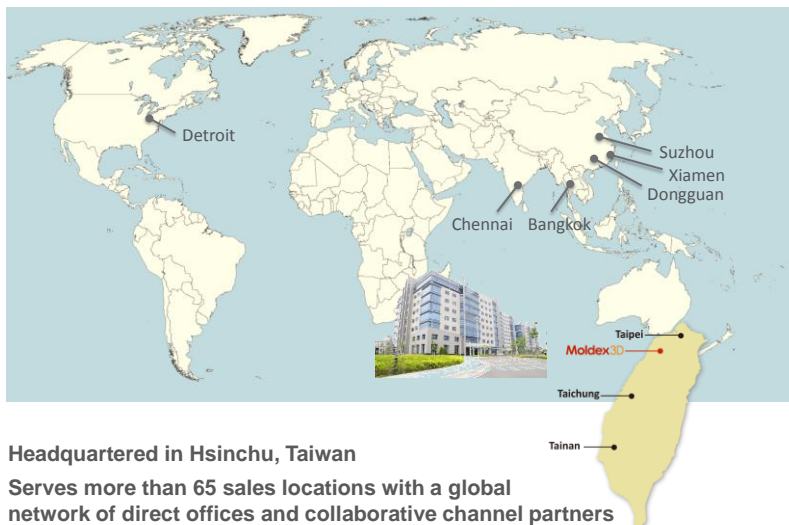 Detroit
Suzhou
Xiamen
Dongguan
Chennai
Bangkok
Taipei
Moldex3D
Taichung
Tainan
Headquartered in Hsinchu, Taiwan
Serves more than 65 sales locations with a global
network of direct offices and collaborative channel partners